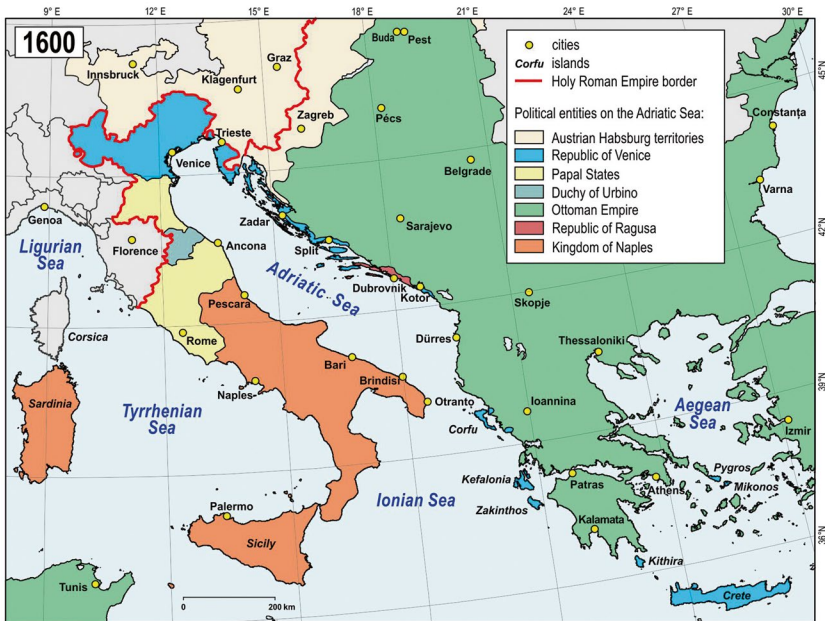 9° E
12° E
15° E
18° E
21° E
24° E
27° E
30° E
1600
45°N
42°N
39°N
36°N
cities
Corfu islands
Holy Roman Empire border
Political entities on the Adriatic Sea:
Austrian Habsburg territories
Republic of Venice
Papal States
Duchy of Urbino
Ottoman Empire
Republic of Ragusa
Kingdom of Naples
Buda
Pest
Innsbruck
Graz
Klagenfurt
Zagreb
Pécs
Constanța
Trieste
Venice
Belgrade
Varna
Genoa
Zadar
Sarajevo
Florence
Ancona
Split
Ligurian
Sea
Adriatic Sea
Dubrovnik
Kotor
Pescara
Skopje
Corsica
Rome
Dürres
Thessaloniki
Bari
Brindisi
Naples
Otranto
Ioannina
Sardinia
Tyrrhenian
Sea
Aegean
Sea
Corfu
Izmir
Kefalonia
Pygros
Mikonos
Patras
Athens
Ionian Sea
Zakinthos
Palermo
Kalamata
Sicily
Kithira
Tunis
Crete
0
200 km